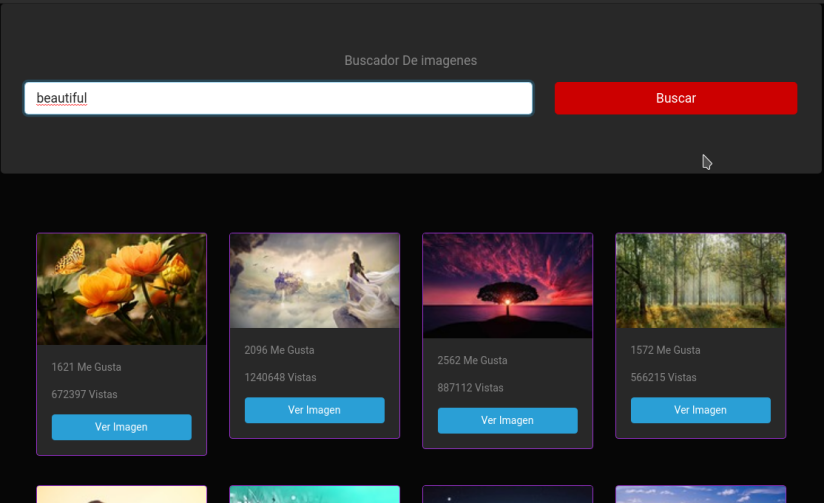 Buscador De imagenes
beautiful
Buscar
1621 Me Gusta
672397 Vistas
Ver Imagen
2096 Me Gusta
1240648 Vistas
Ver Imagen
2562 Me Gusta
887112 Vistas
Ver Imagen
1572 Me Gusta
566215 Vistas
Ver Imagen